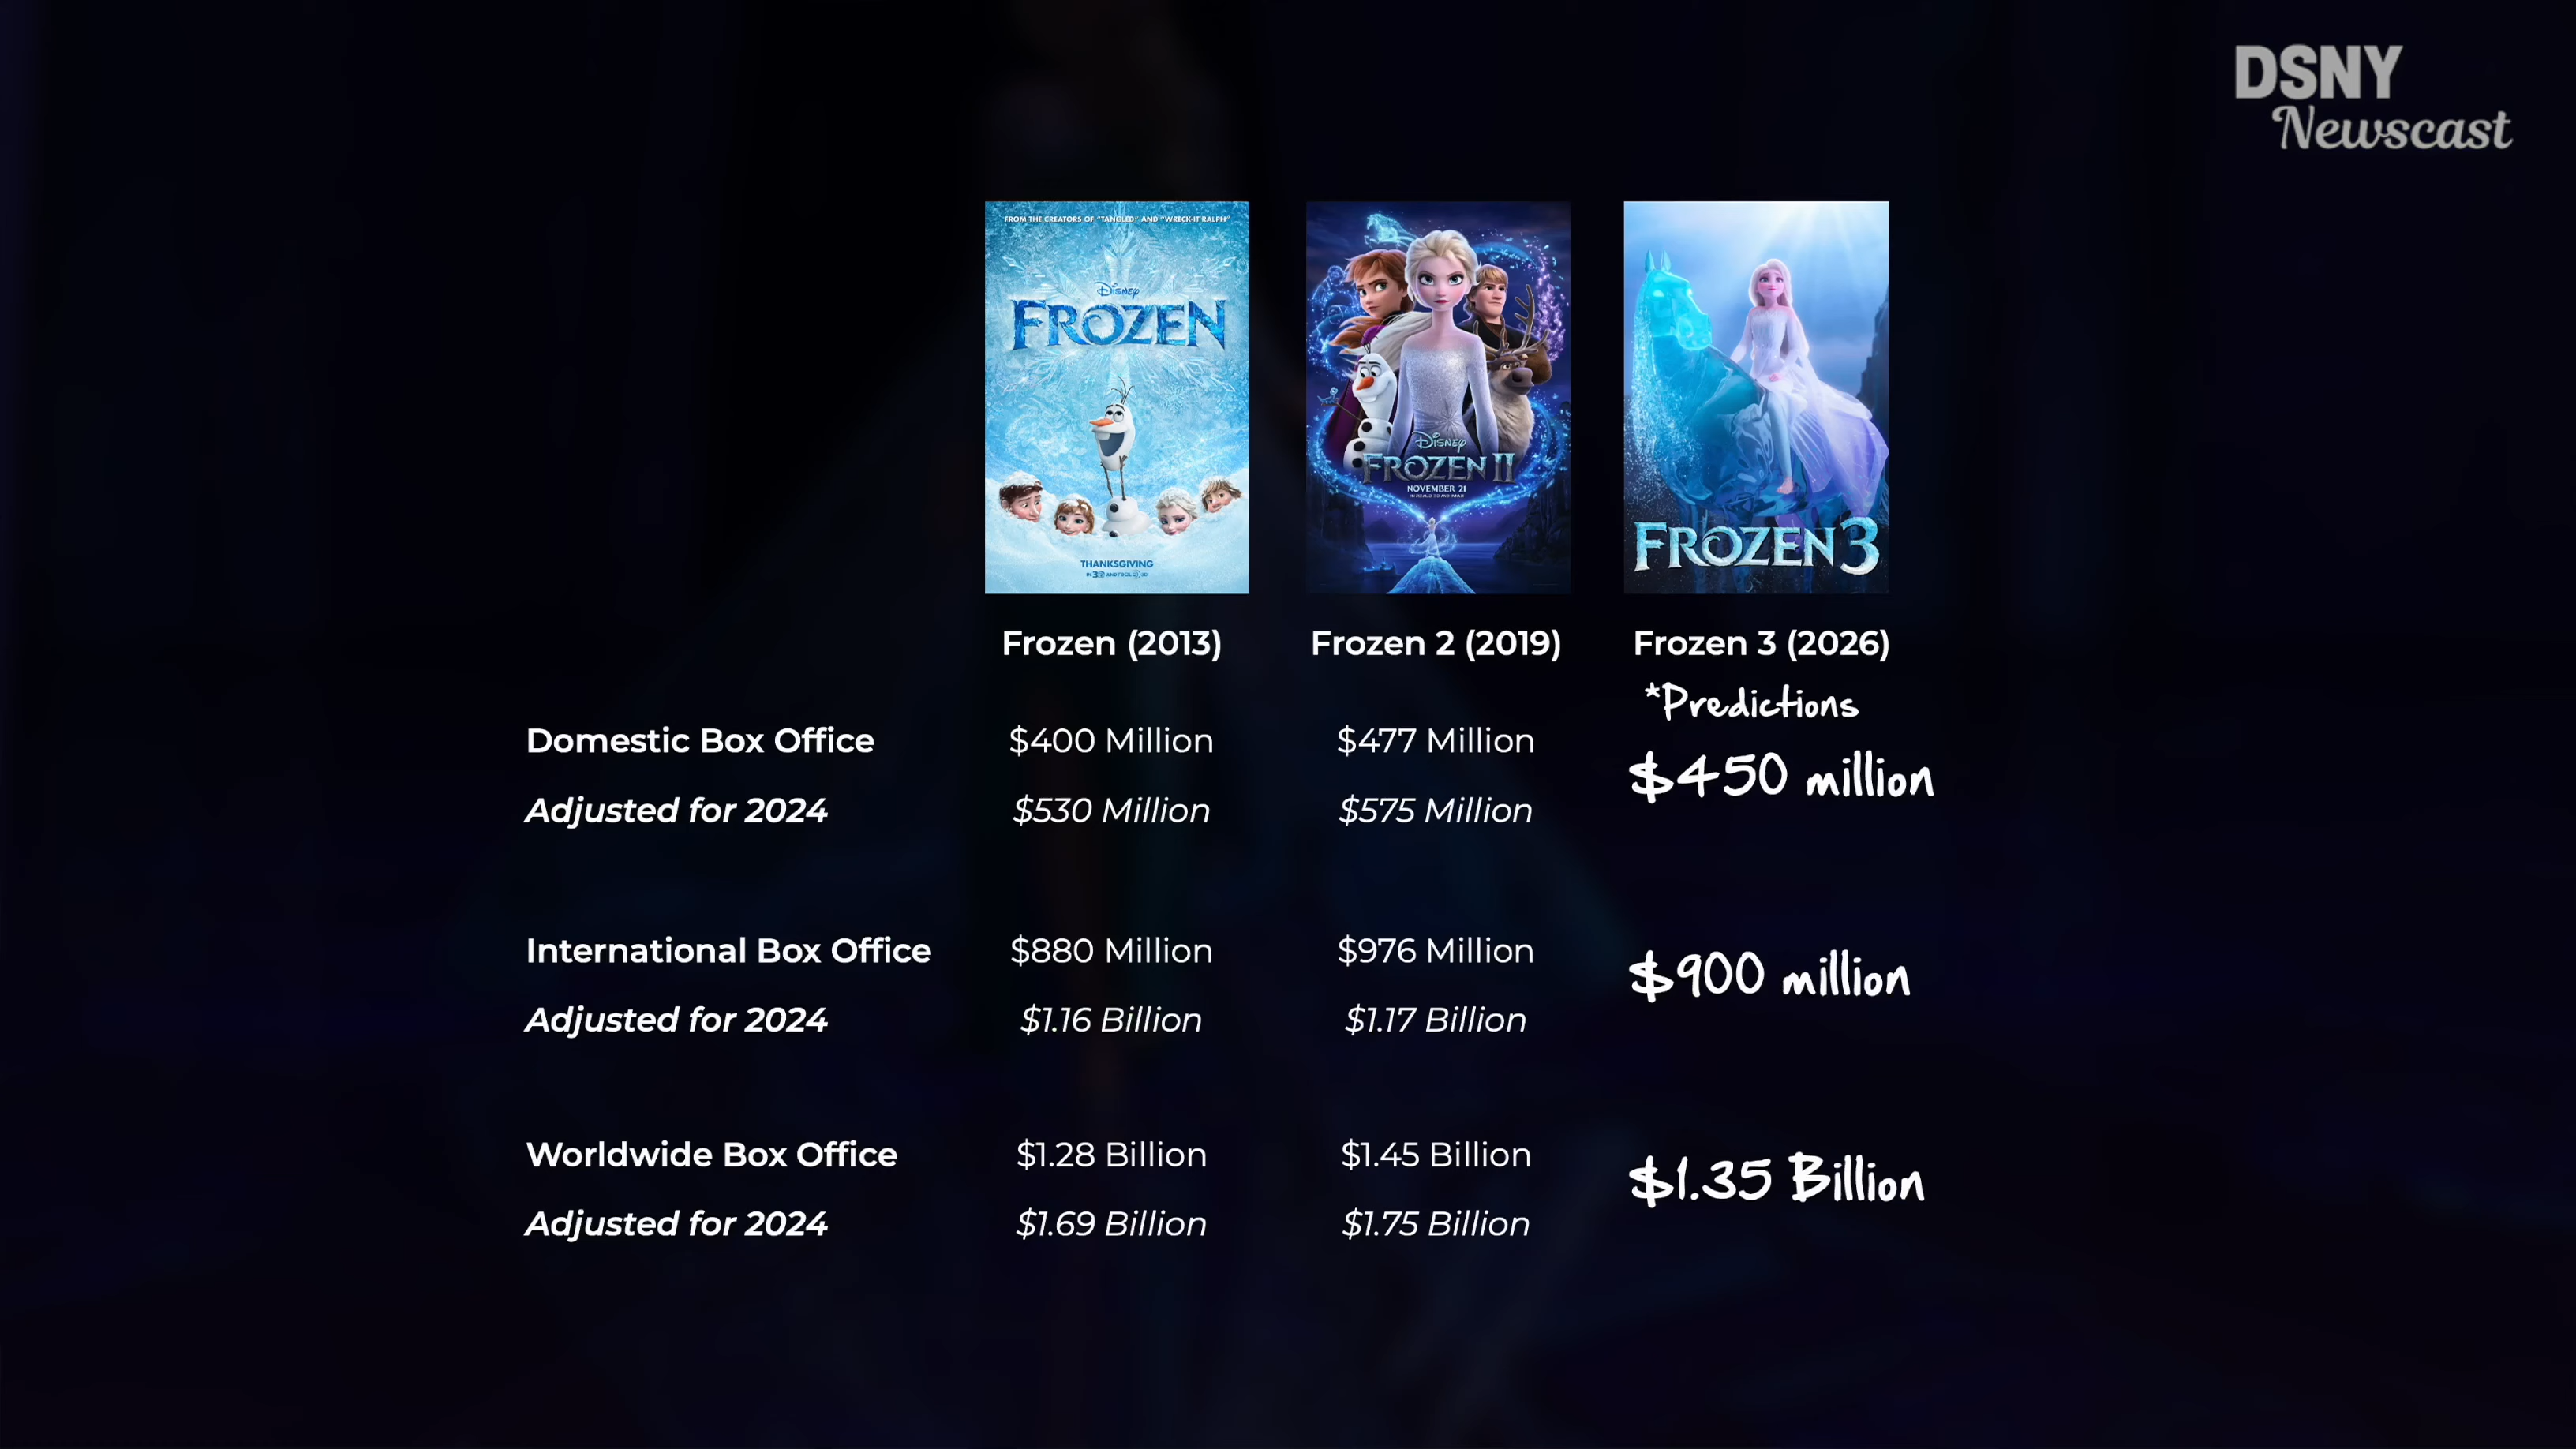 DSNY
Newscast
FROM THE CREATORS OF "TANGLED" AND "WRECK-IT RALPH"
Disney
FROZEN
THANKSGIVING
Disney
FROZEN II
NOVEMBER 21
FROZEN 3
Frozen (2013) Frozen 2 (2019) Frozen 3 (2026)
*Predictions
Domestic Box Office $400 Million $477 Million $450 million
Adjusted for 2024 $530 Million $575 Million
International Box Office $880 Million $976 Million $900 million
Adjusted for 2024 $1.16 Billion $1.17 Billion
Worldwide Box Office $1.28 Billion $1.45 Billion $1.35 Billion
Adjusted for 2024 $1.69 Billion $1.75 Billion